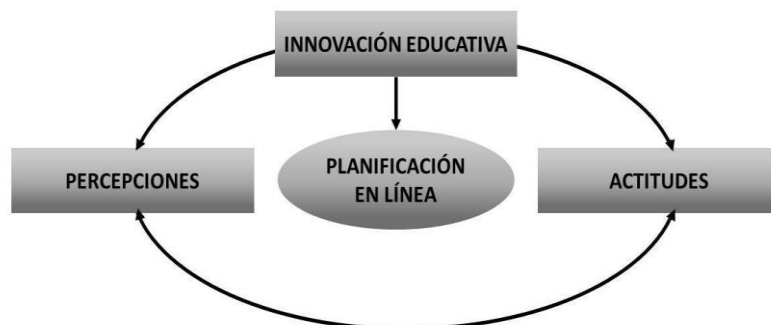 INNOVACIÓN EDUCATIVA
PERCEPCIONES
PLANIFICACIÓN
EN LÍNEA
ACTITUDES